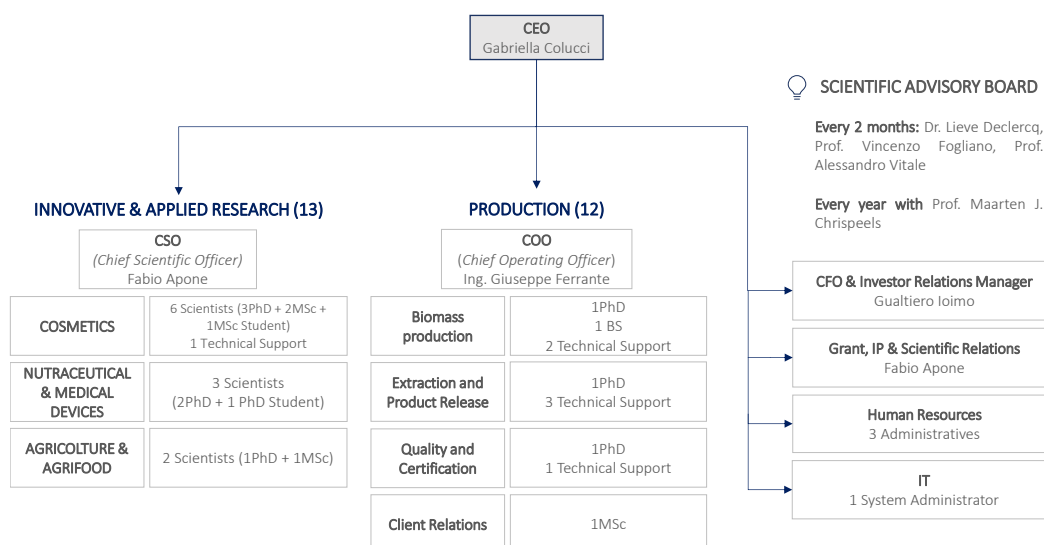 CEO
Gabriella Colucci
SCIENTIFIC ADVISORY BOARD
Every 2 months: Dr. Lieve Declercq,
Prof. Vincenzo Fogliano, Prof.
Alessandro Vitale
Every year with Prof. Maarten J.
Chrispeels
INNOVATIVE & APPLIED RESEARCH (13)
CSO
(Chief Scientific Officer)
Fabio Apone
COSMETICS
6 Scientists (3PhD + 2MSc +
1MSc Student)
1 Technical Support
NUTRACEUTICAL
& MEDICAL
DEVICES
3 Scientists
(2PhD + 1 PhD Student)
AGRICOLTURE &
AGRIFOOD
2 Scientists (1PhD + 1MSc)
PRODUCTION (12)
COO
(Chief Operating Officer)
Ing. Giuseppe Ferrante
Biomass
production
1PhD
1 BS
2 Technical Support
Extraction and
Product Release
1PhD
3 Technical Support
Quality and
Certification
1PhD
1 Technical Support
Client Relations
1MSc
CFO & Investor Relations Manager
Gualtiero Ioimo
Grant, IP & Scientific Relations
Fabio Apone
Human Resources
3 Administratives
IT
1 System Administrator